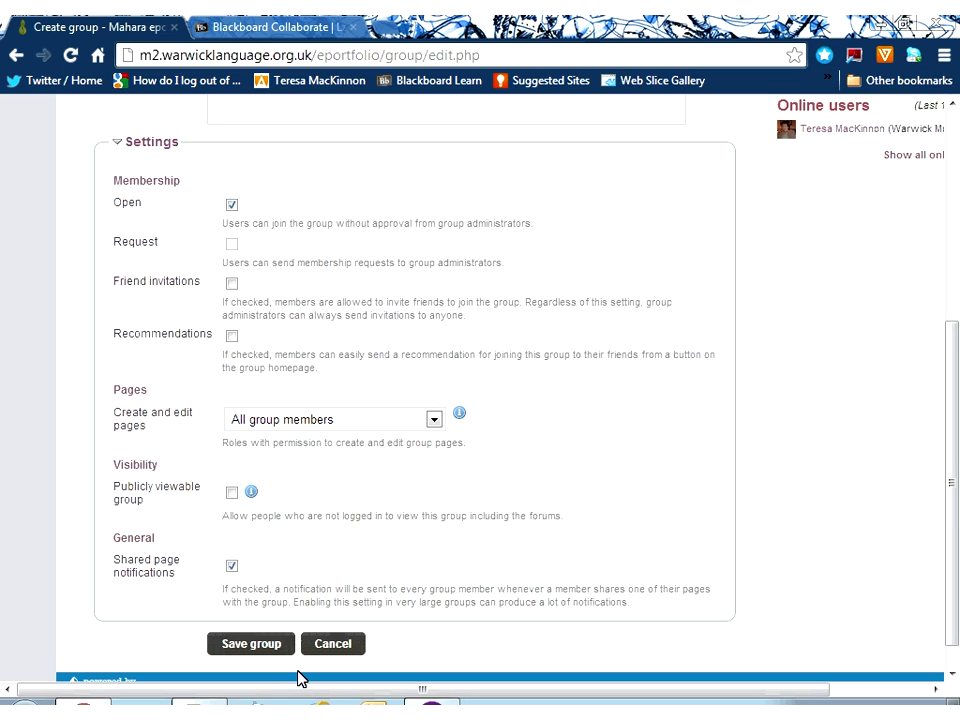 Create group - Mahara epo
Blackboard Collaborate | L
m2.warwicklanguage.org.uk/eportfolio/group/edit.php
Twitter / Home
How do I log out of ...
Teresa MacKinnon
Bb Blackboard Learn
Suggested Sites
Web Slice Gallery
»
Other bookmarks
Online users (Last 1
Teresa MacKinnon (Warwick M
Show all onl
Settings
Membership
Open
Users can join the group without approval from group administrators.
Request
Users can send membership requests to group administrators.
Friend invitations
If checked, members are allowed to invite friends to join the group. Regardless of this setting, group
administrators can always send invitations to anyone.
Recommendations
If checked, members can easily send a recommendation for joining this group to their friends from a button on
the group homepage.
Pages
Create and edit
pages
All group members
Roles with permission to create and edit group pages.
Visibility
Publicly viewable
group
Allow people who are not logged in to view this group including the forums.
General
Shared page
notifications
If checked, a notification will be sent to every group member whenever a member shares one of their pages
with the group. Enabling this setting in very large groups can produce a lot of notifications.
Save group
Cancel
powered by